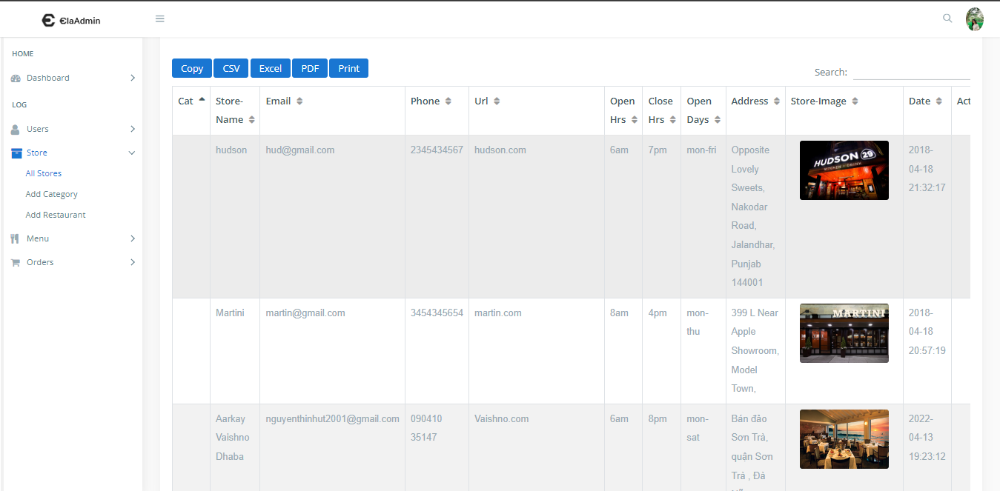 ElaAdmin
HOME
Dashboard
LOG
Users
Store
All Stores
Add Category
Add Restaurant
Menu
Orders
Copy
CSV
Excel
PDF
Print
Search:
Cat
Store-
Name
Email
Phone
Url
Open
Hrs
Close
Hrs
Open
Days
Address
Store-Image
Date
Act
hudson
hud@gmail.com
2345434567
hudson.com
6am
7pm
mon-fri
Opposite
Lovely
Sweets,
Nakodar
Road,
Jalandhar,
Punjab
144001
HUDSON 29
KITCHEN + DRINK
2018-
04-18
21:32:17
Martini
martin@gmail.com
3454345654
martin.com
8am
4pm
mon-
thu
399 L Near
Apple
Showroom,
Model
Town,
MARTINI
2018-
04-18
20:57:19
Aarkay
Vaishno
Dhaba
nguyenthinhut2001@gmail.com
090410
35147
Vaishno.com
6am
8pm
mon-
sat
Bán đảo
Sơn Trà,
quận Sơn
Trà , Đà
2022-
04-13
19:23:12